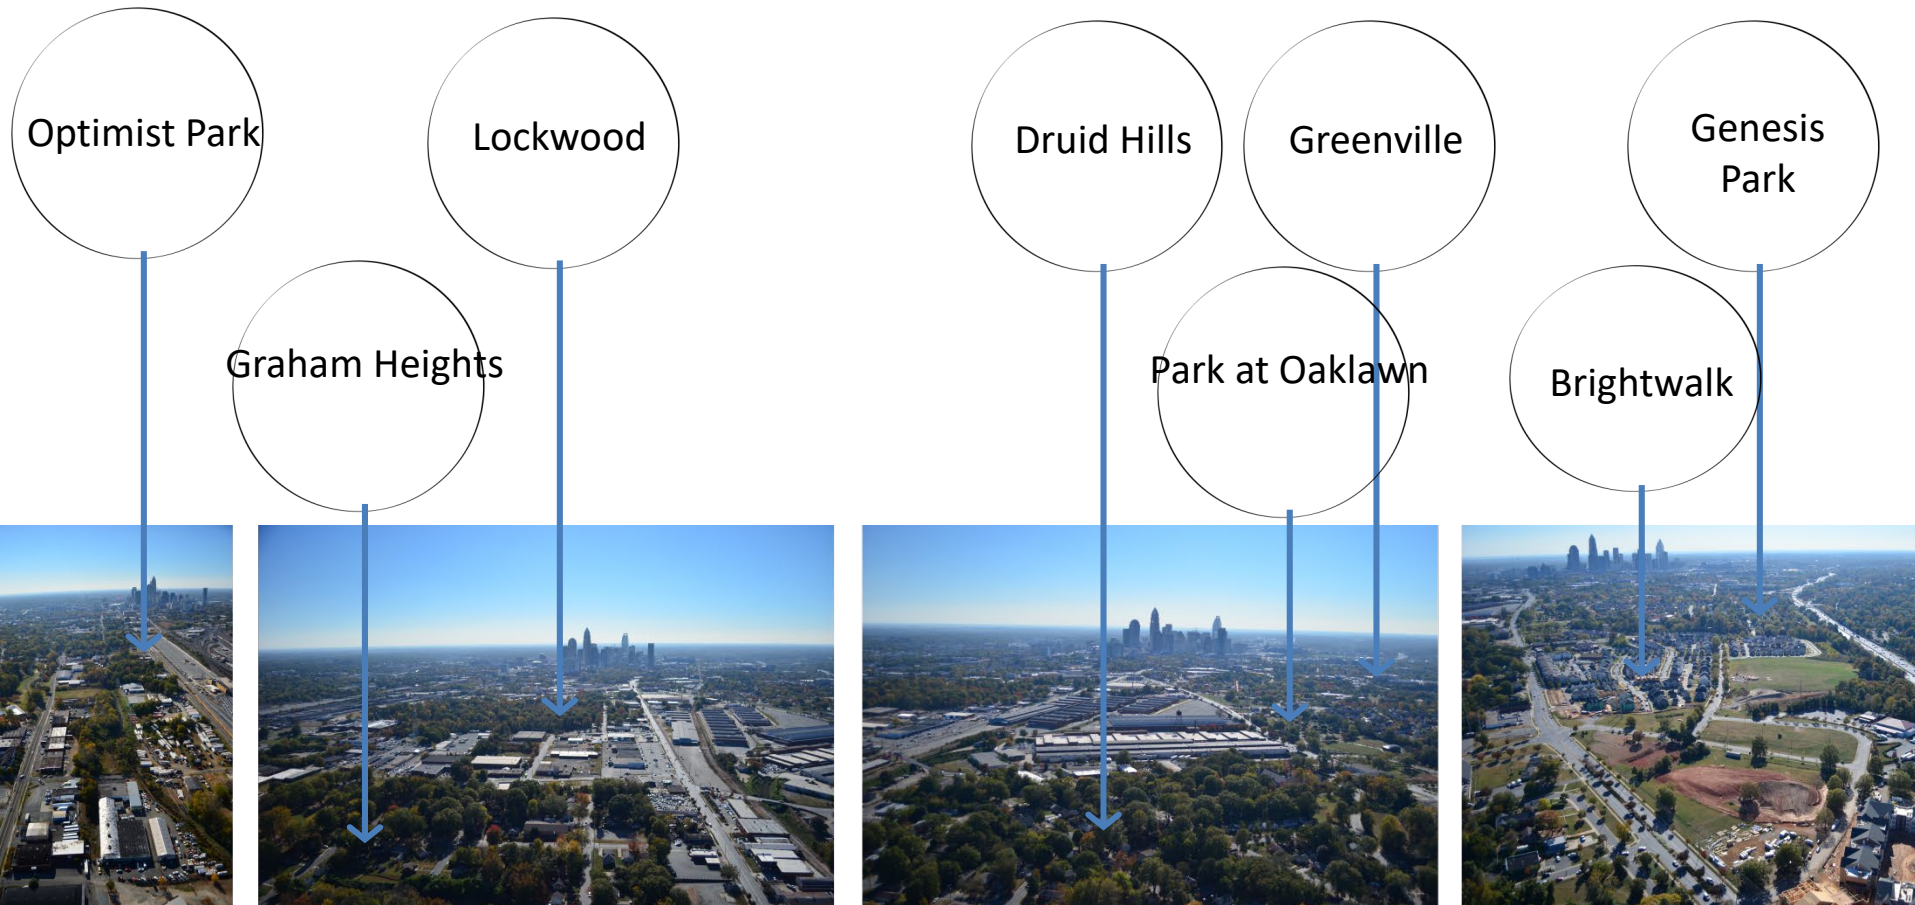 Optimist Park
Lockwood
Druid Hills
Greenville
Genesis
Park
Graham Heights
Park at Oaklawn
Brightwalk